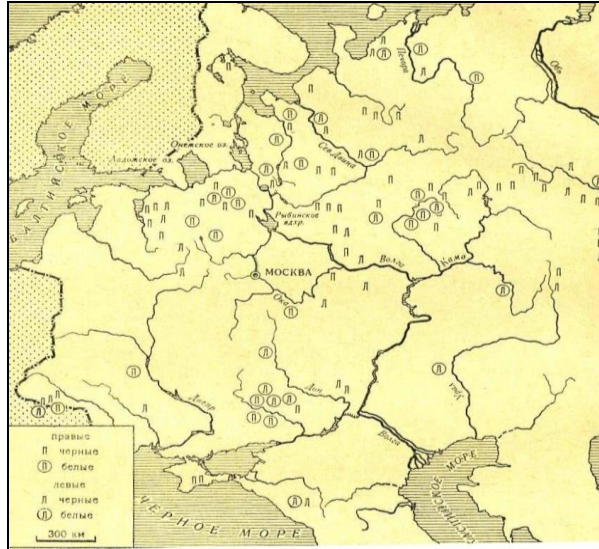 Печора
Обь
БАЛТИЙСКОЕ МОРЕ
Онежское оз.
Ладожское оз.
Сев. Двина
Рыбинское
вдхр.
Волга
Кама
МОСКВА
Ока
Днепр
Дон
Урал
Волга
ЧЕРНОЕ МОРЕ
КАСПИЙСКОЕ МОРЕ
правые
П черные
П белые
левые
Л черные
Л белые
300 км